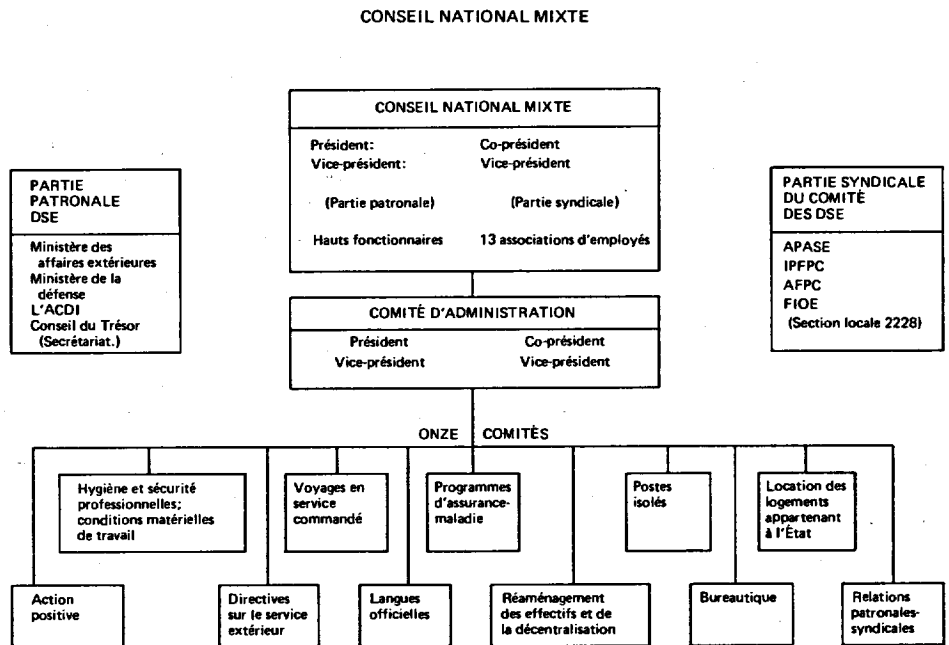 CONSEIL NATIONAL MIXTE
CONSEIL NATIONAL MIXTE
Président: Co-président
Vice-président: Vice-président
(Partie patronale) (Partie syndicale)
Hauts fonctionnaires 13 associations d'employés
PARTIE
PATRONALE
DSE
Ministère des
affaires extérieures
Ministère de la
défense
L'ACDI
Conseil du Trésor
(Secrétariat.)
PARTIE SYNDICALE
DU COMITÉ
DES DSE
APASE
IPFPC
AFPC
FIOE
(Section locale 2228)
COMITÉ D'ADMINISTRATION
Président Co-président
Vice-président Vice-président
ONZE COMITÉS
Hygiène et sécurité
professionnelles;
conditions matérielles
de travail
Voyages en
service
commandé
Programmes
d'assurance-
maladie
Postes
isolés
Location des
logements
appartenant
à l'État
Action
positive
Directives
sur le service
extérieur
Langues
officielles
Réaménagement
des effectifs et de
la décentralisation
Bureautique
Relations
patronales-
syndicales